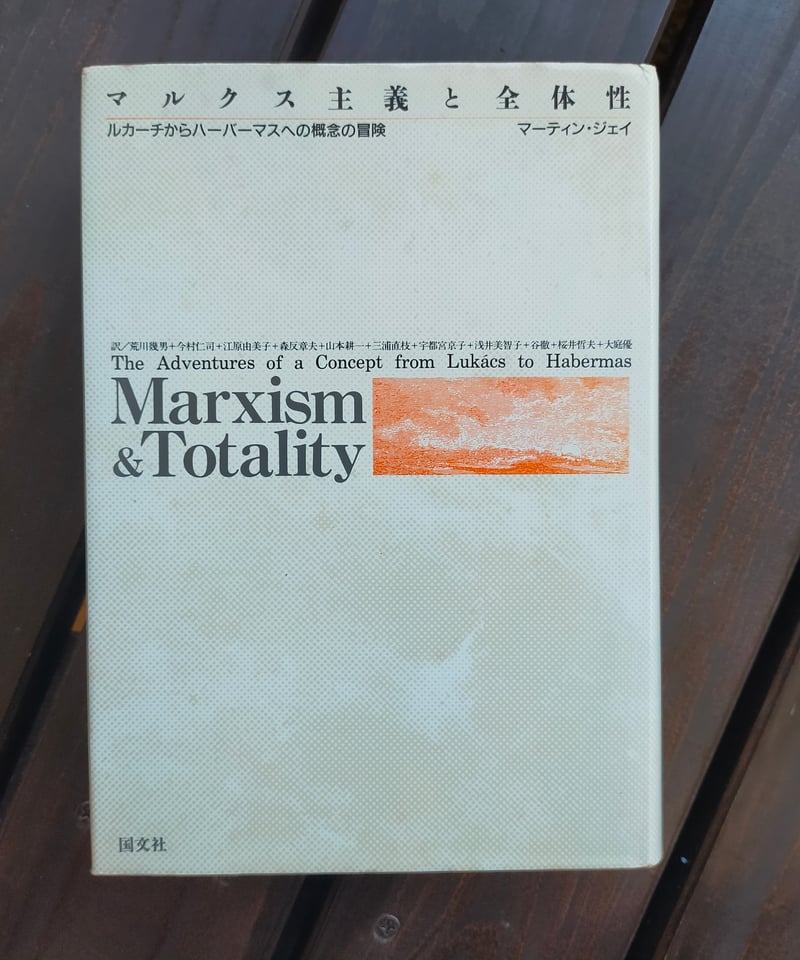 マルクス主義と全体性
ルカーチからハーバーマスへの概念の冒険 マーティン・ジェイ
訳／荒川幾男+今村仁司+江原由美子+森反章夫+山本耕一+三浦直枝+宇都宮京子+浅井美智子+谷徹+桜井哲夫+大庭優
The Adventures of a Concept from Lukács to Habermas
Marxism
&Totality
国文社